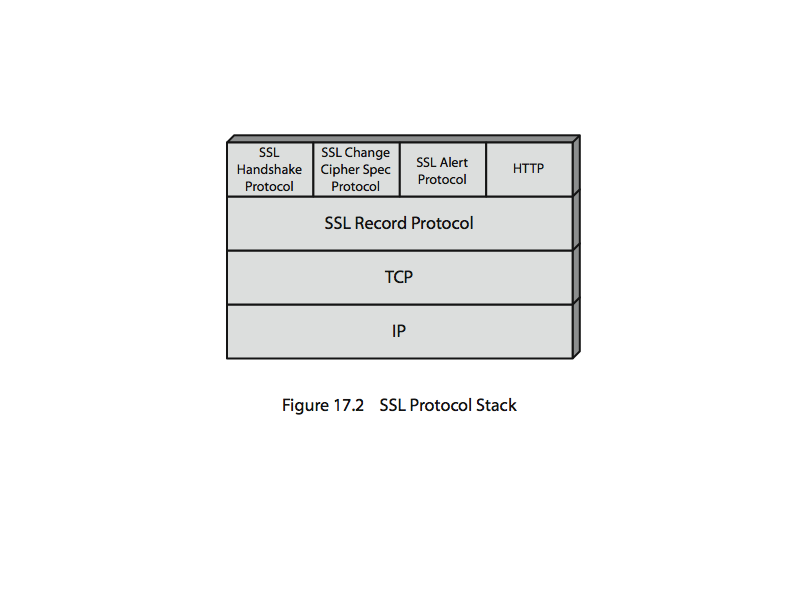 SSL
Handshake
Protocol
SSL Change
Cipher Spec
Protocol
SSL Alert
Protocol
HTTP
SSL Record Protocol
TCP
IP
Figure 17.2 SSL Protocol Stack